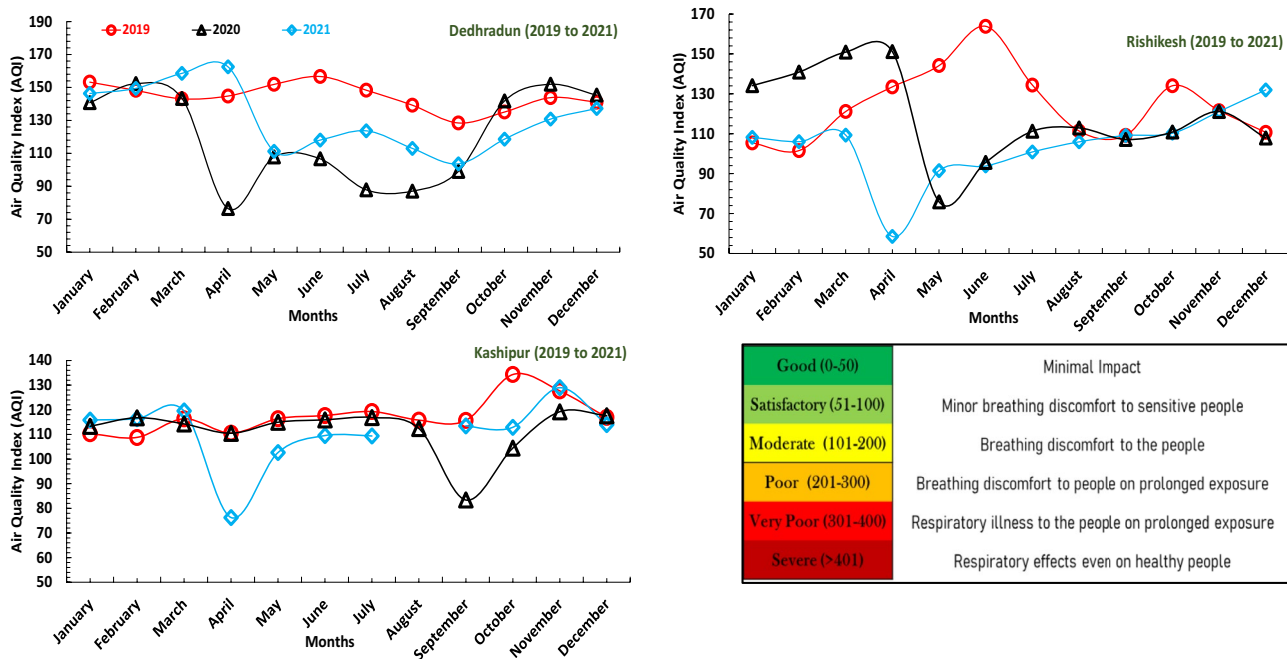 Dedhradun (2019 to 2021)
2019
2020
2021
Air Quality Index (AQI)
190
170
150
130
110
90
70
50
January
February
March
April
May
June
July
August
September
October
November
December
Months
Rishikesh (2019 to 2021)
Air Quality Index (AQI)
170
150
130
110
90
70
50
January
February
March
April
May
June
July
August
September
October
November
December
Months
Kashipur (2019 to 2021)
Air Quality Index (AQI)
140
130
120
110
100
90
80
70
60
50
January
February
March
April
May
June
July
August
September
October
November
December
Months
Good (0-50) Minimal Impact
Satisfactory (51-100) Minor breathing discomfort to sensitive people
Moderate (101-200) Breathing discomfort to the people
Poor (201-300) Breathing discomfort to people on prolonged exposure
Very Poor (301-400) Respiratory illness to the people on prolonged exposure
Severe (>401) Respiratory effects even on healthy people